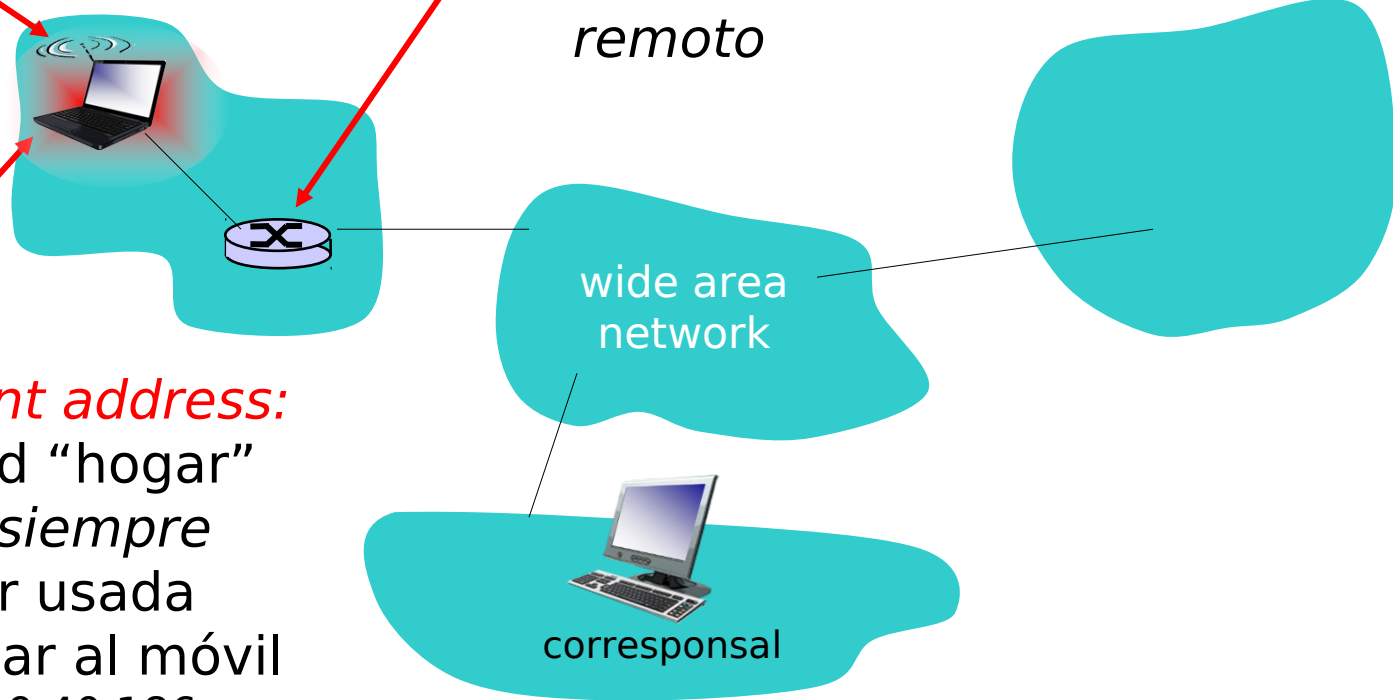 remoto
wide area
network
nt address:
d “hogar”
siempre
r usada
ar al móvil
corresponsal